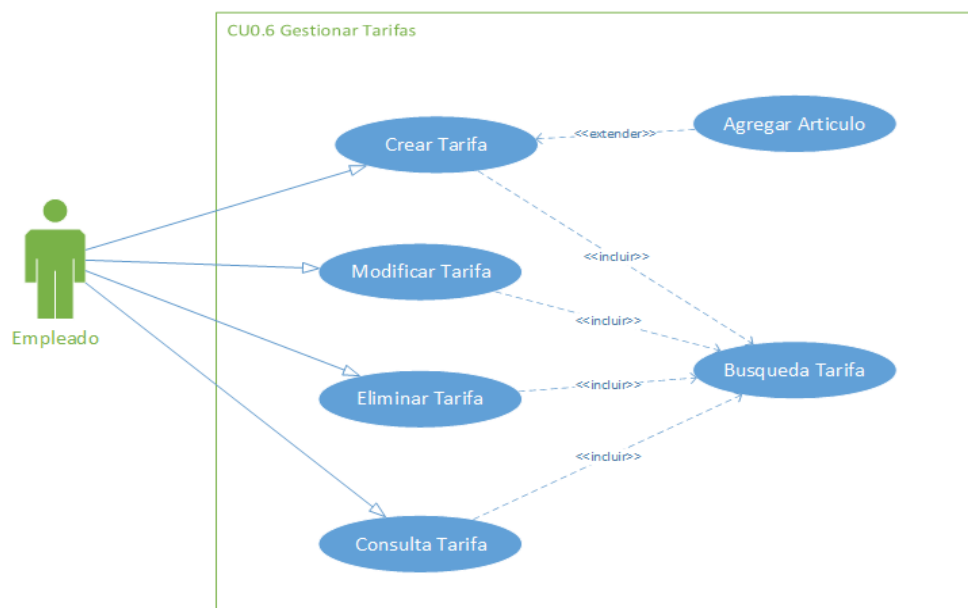 CU0.6 Gestionar Tarifas
Crear Tarifa
<<extender>>
Agregar Articulo
<<incluir>>
Modificar Tarifa
<<incluir>>
Empleado
Busqueda Tarifa
<<incluir>>
Eliminar Tarifa
<<incluir>>
Consulta Tarifa